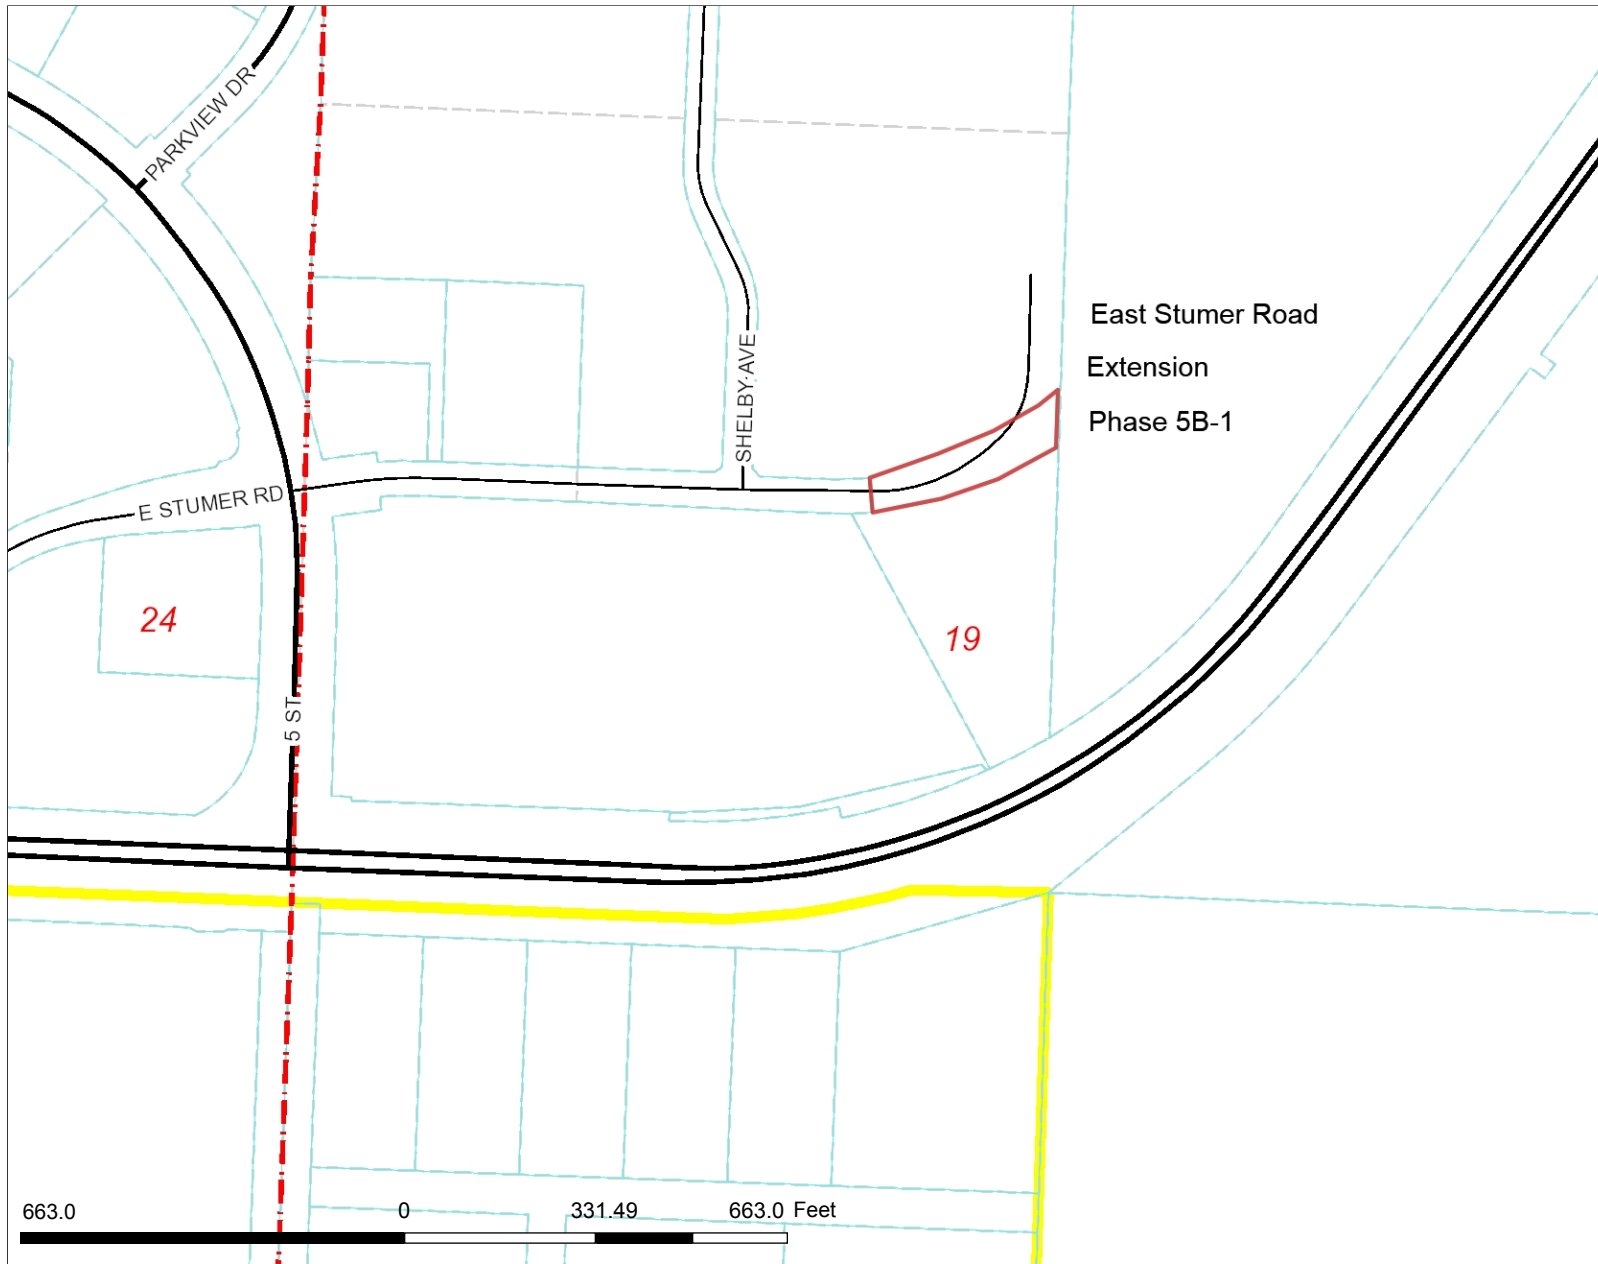 PARKVIEW DR
East Stumer Road
Extension
Phase 5B-1
SHELBY AVE
E STUMER RD
24
19
5 ST
663.0 0 331.49 663.0 Feet